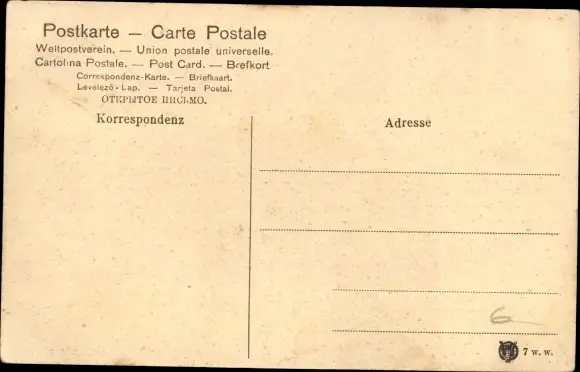 Postkarte — Carte Postale
Weltpostverein. — Union postale universelle.
Cartolina Postale. — Post Card. — Brefkort
Correspondenz-Karte. — Briefkaart.
Levelező-Lap. — Tarjeta Postal.
ОТКРЫТОЕ ПИСЬМО.
Korrespondenz
Adresse
6
7 w. w.